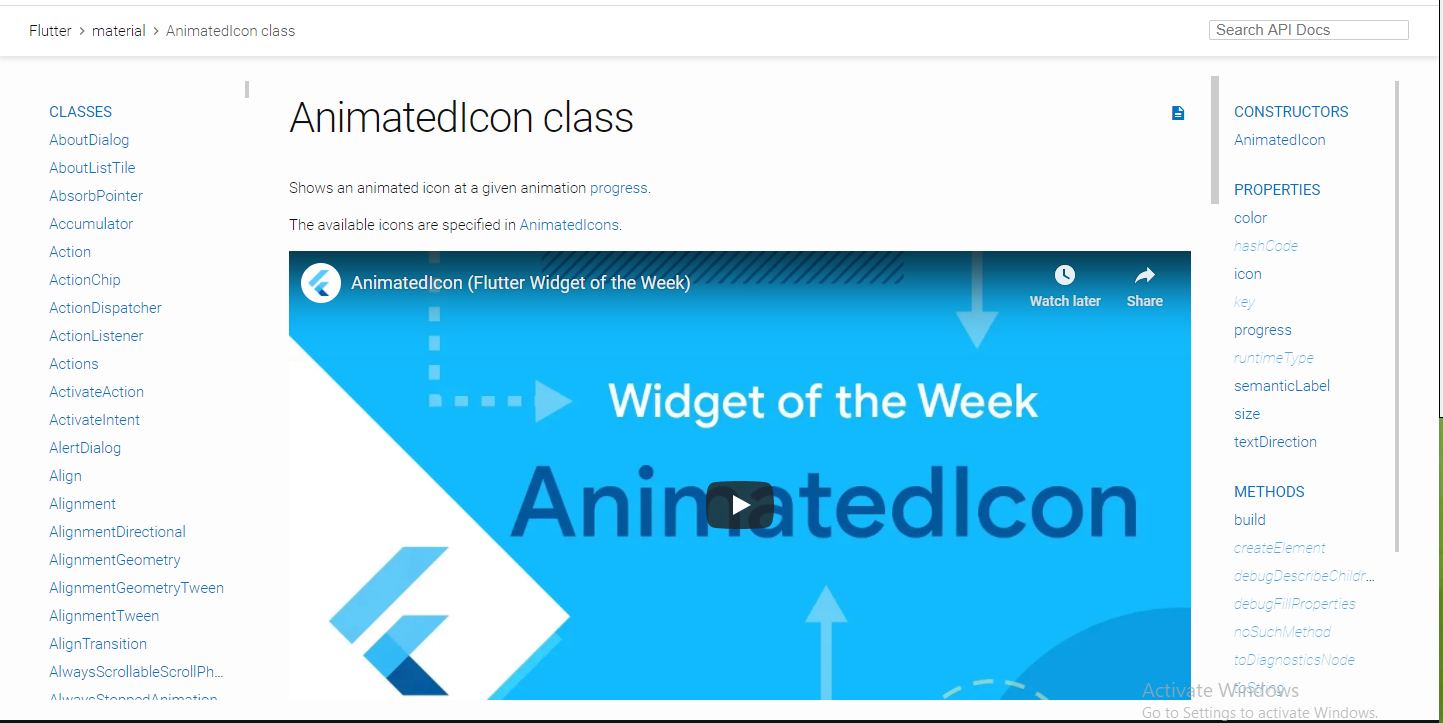 Flutter > material > AnimatedIcon class
Search API Docs
CLASSES
AboutDialog
AboutListTile
AbsorbPointer
Accumulator
Action
ActionChip
ActionDispatcher
ActionListener
Actions
ActivateAction
ActivateIntent
AlertDialog
Align
Alignment
AlignmentDirectional
AlignmentGeometry
AlignmentGeometryTween
AlignmentTween
AlignTransition
AlwaysScrollableScrollPh...
AlwaysStoppedAnimation
AnimatedIcon class
Shows an animated icon at a given animation progress.
The available icons are specified in AnimatedIcons.
AnimatedIcon (Flutter Widget of the Week)
Watch later
Share
Widget of the Week
AnimatedIcon
CONSTRUCTORS
AnimatedIcon
PROPERTIES
color
hashCode
icon
key
progress
runtimeType
semanticLabel
size
textDirection
METHODS
build
createElement
debugDescribeChildr...
debugFillProperties
noSuchMethod
toDiagnosticsNode
toString
Activate Windows
Go to Settings to activate Windows.